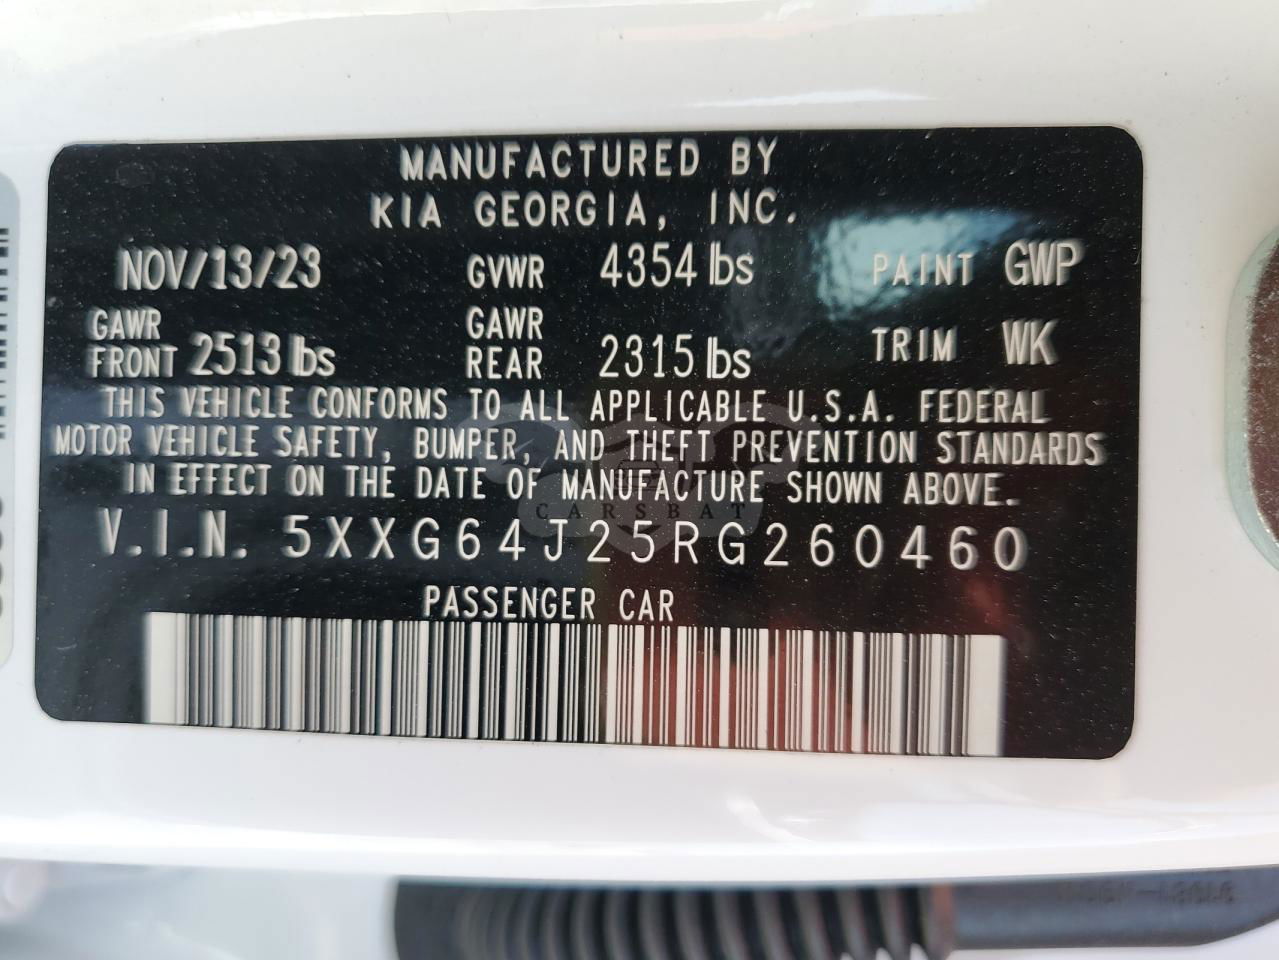 MANUFACTURED BY
KIA GEORGIA, INC.
NOV/13/23 GVWR 4354 lbs PAINT GWP
GAWR FRONT 2513 lbs GAWR REAR 2315 lbs TRIM WK
THIS VEHICLE CONFORMS TO ALL APPLICABLE U.S.A. FEDERAL
MOTOR VEHICLE SAFETY, BUMPER, AND THEFT PREVENTION STANDARDS
IN EFFECT ON THE DATE OF MANUFACTURE SHOWN ABOVE.
CARSBAT
V.I.N. 5XXG64J25RG260460
PASSENGER CAR